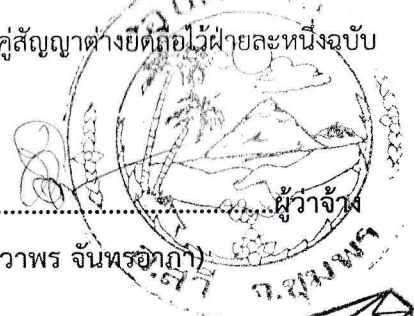 คู่สัญญาต่างยึดถือไว้ฝ่ายละหนึ่งฉบับ
......................................ผู้ว่าจ้าง
วาพร จันทรอาภา)
จ.ชุมพร